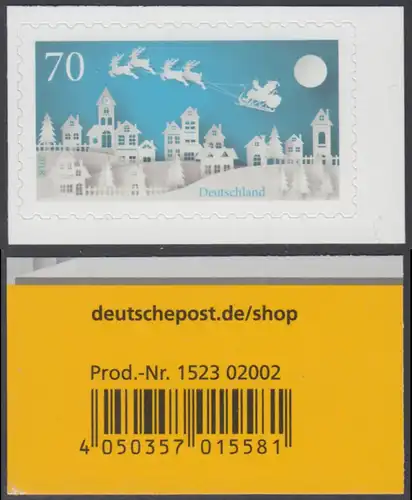 70
Deutschland
deutschepost.de/shop
Prod.-Nr. 1523 02002
4 050357 015581